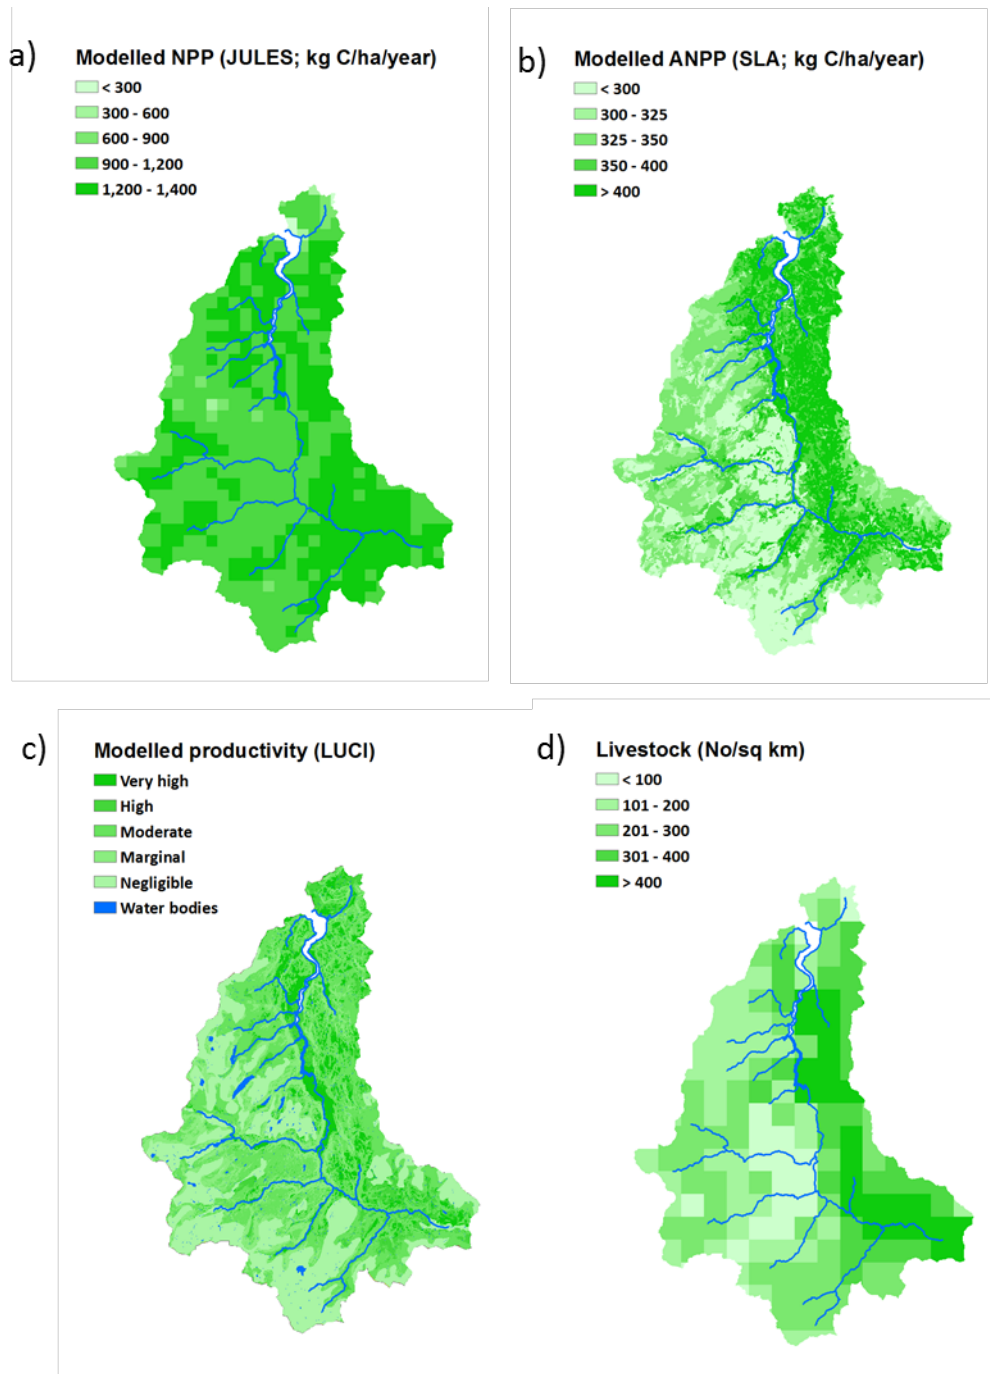 a)
Modelled NPP (JULES; kg C/ha/year)
< 300
300 - 600
600 - 900
900 - 1,200
1,200 - 1,400
b)
Modelled ANPP (SLA; kg C/ha/year)
< 300
300 - 325
325 - 350
350 - 400
> 400
c)
Modelled productivity (LUCI)
Very high
High
Moderate
Marginal
Negligible
Water bodies
d)
Livestock (No/sq km)
< 100
101 - 200
201 - 300
301 - 400
> 400